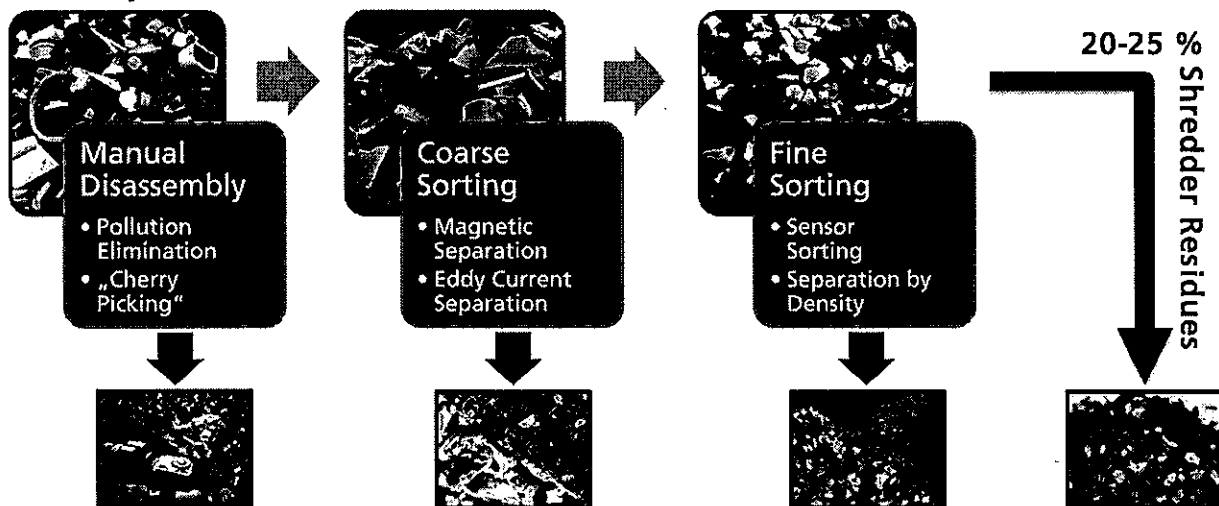 Manual
Disassembly
• Pollution
Elimination
• „Cherry
Picking“
Coarse
Sorting
• Magnetic
Separation
• Eddy Current
Separation
Fine
Sorting
• Sensor
Sorting
• Separation by
Density
20-25 %
Shredder Residues